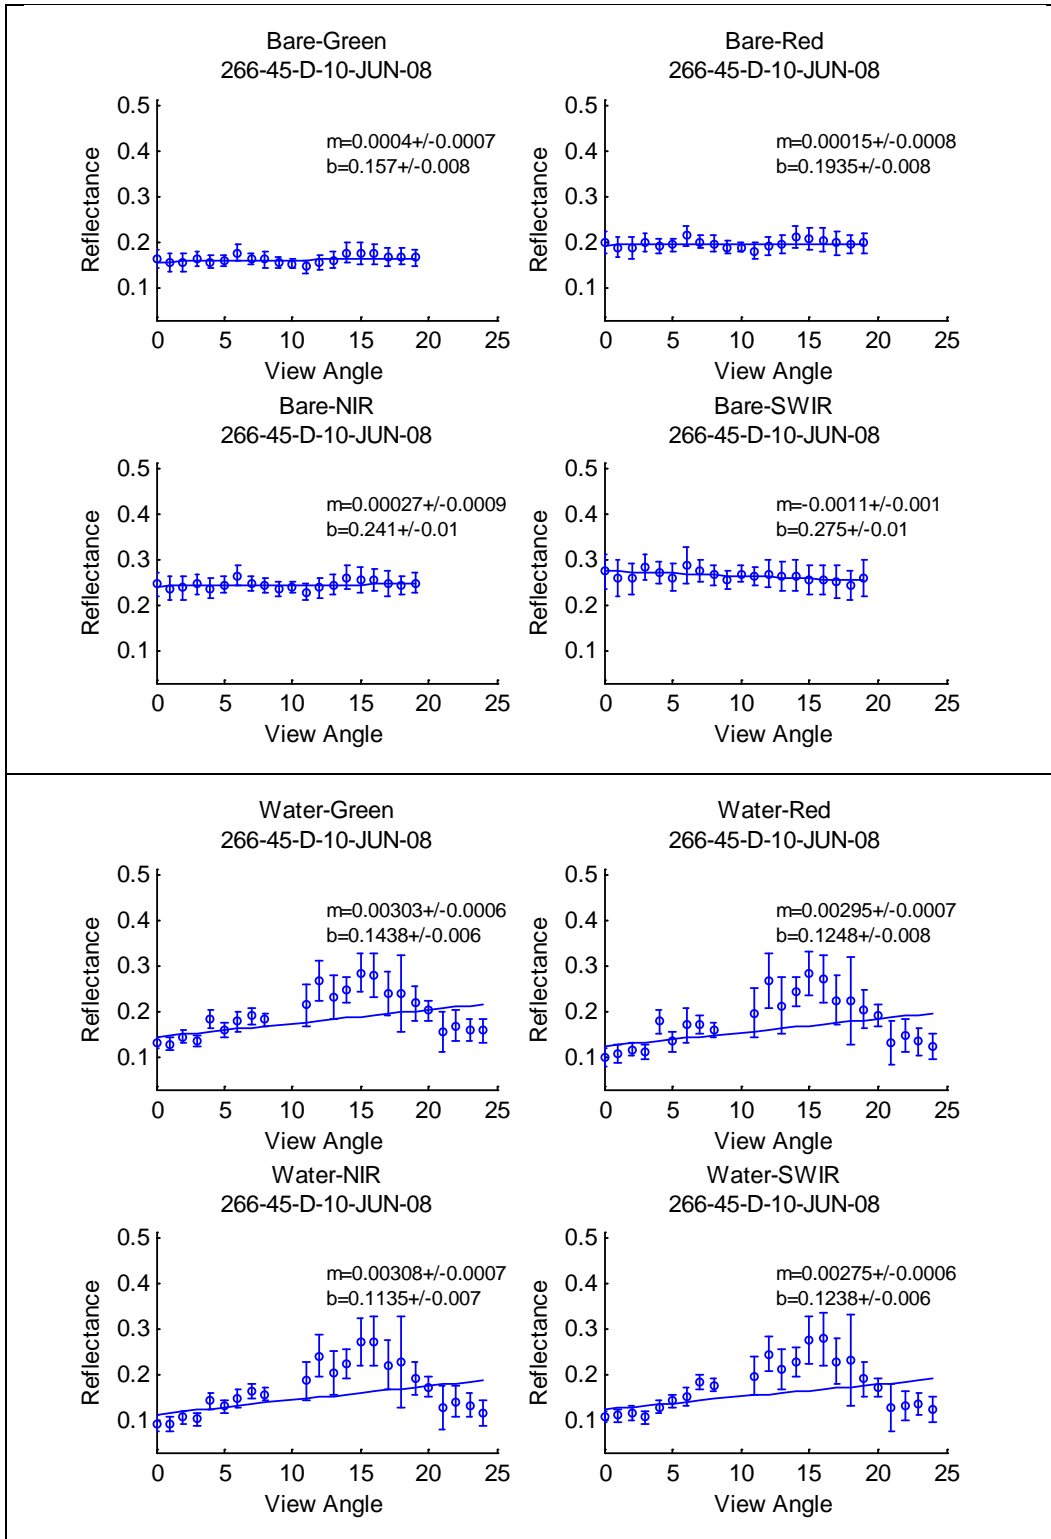 Bare-Green
266-45-D-10-JUN-08
m=0.0004+/-0.0007
b=0.157+/-0.008
Reflectance
0.5
0.4
0.3
0.2
0.1
0 5 10 15 20 25
View Angle
Bare-Red
266-45-D-10-JUN-08
m=0.00015+/-0.0008
b=0.1935+/-0.008
Reflectance
0.5
0.4
0.3
0.2
0.1
0 5 10 15 20 25
View Angle
Bare-NIR
266-45-D-10-JUN-08
m=0.00027+/-0.0009
b=0.241+/-0.01
Reflectance
0.5
0.4
0.3
0.2
0.1
0 5 10 15 20 25
View Angle
Bare-SWIR
266-45-D-10-JUN-08
m=-0.0011+/-0.001
b=0.275+/-0.01
Reflectance
0.5
0.4
0.3
0.2
0.1
0 5 10 15 20 25
View Angle
Water-Green
266-45-D-10-JUN-08
m=0.00303+/-0.0006
b=0.1438+/-0.006
Reflectance
0.5
0.4
0.3
0.2
0.1
0 5 10 15 20 25
View Angle
Water-Red
266-45-D-10-JUN-08
m=0.00295+/-0.0007
b=0.1248+/-0.008
Reflectance
0.5
0.4
0.3
0.2
0.1
0 5 10 15 20 25
View Angle
Water-NIR
266-45-D-10-JUN-08
m=0.00308+/-0.0007
b=0.1135+/-0.007
Reflectance
0.5
0.4
0.3
0.2
0.1
0 5 10 15 20 25
View Angle
Water-SWIR
266-45-D-10-JUN-08
m=0.00275+/-0.0006
b=0.1238+/-0.006
Reflectance
0.5
0.4
0.3
0.2
0.1
0 5 10 15 20 25
View Angle